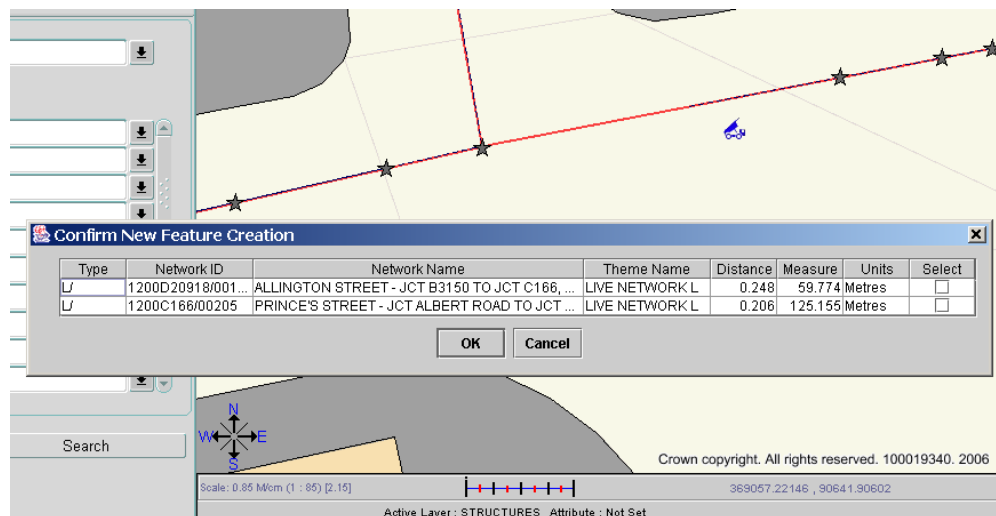 Confirm New Feature Creation
Type Network ID Network Name Theme Name Distance Measure Units Select
L/ 1200D20918/001... ALLINGTON STREET - JCT B3150 TO JCT C166, ... LIVE NETWORK L 0.248 59.774 Metres
L/ 1200C166/00205 PRINCE'S STREET - JCT ALBERT ROAD TO JCT ... LIVE NETWORK L 0.206 125.155 Metres
OK Cancel
N
W E
S
Search
Crown copyright. All rights reserved. 100019340. 2006
Scale: 0.85 M/cm (1 : 85) [2.15] 369057.22146 , 90641.90602
Active Layer : STRUCTURES Attribute : Not Set